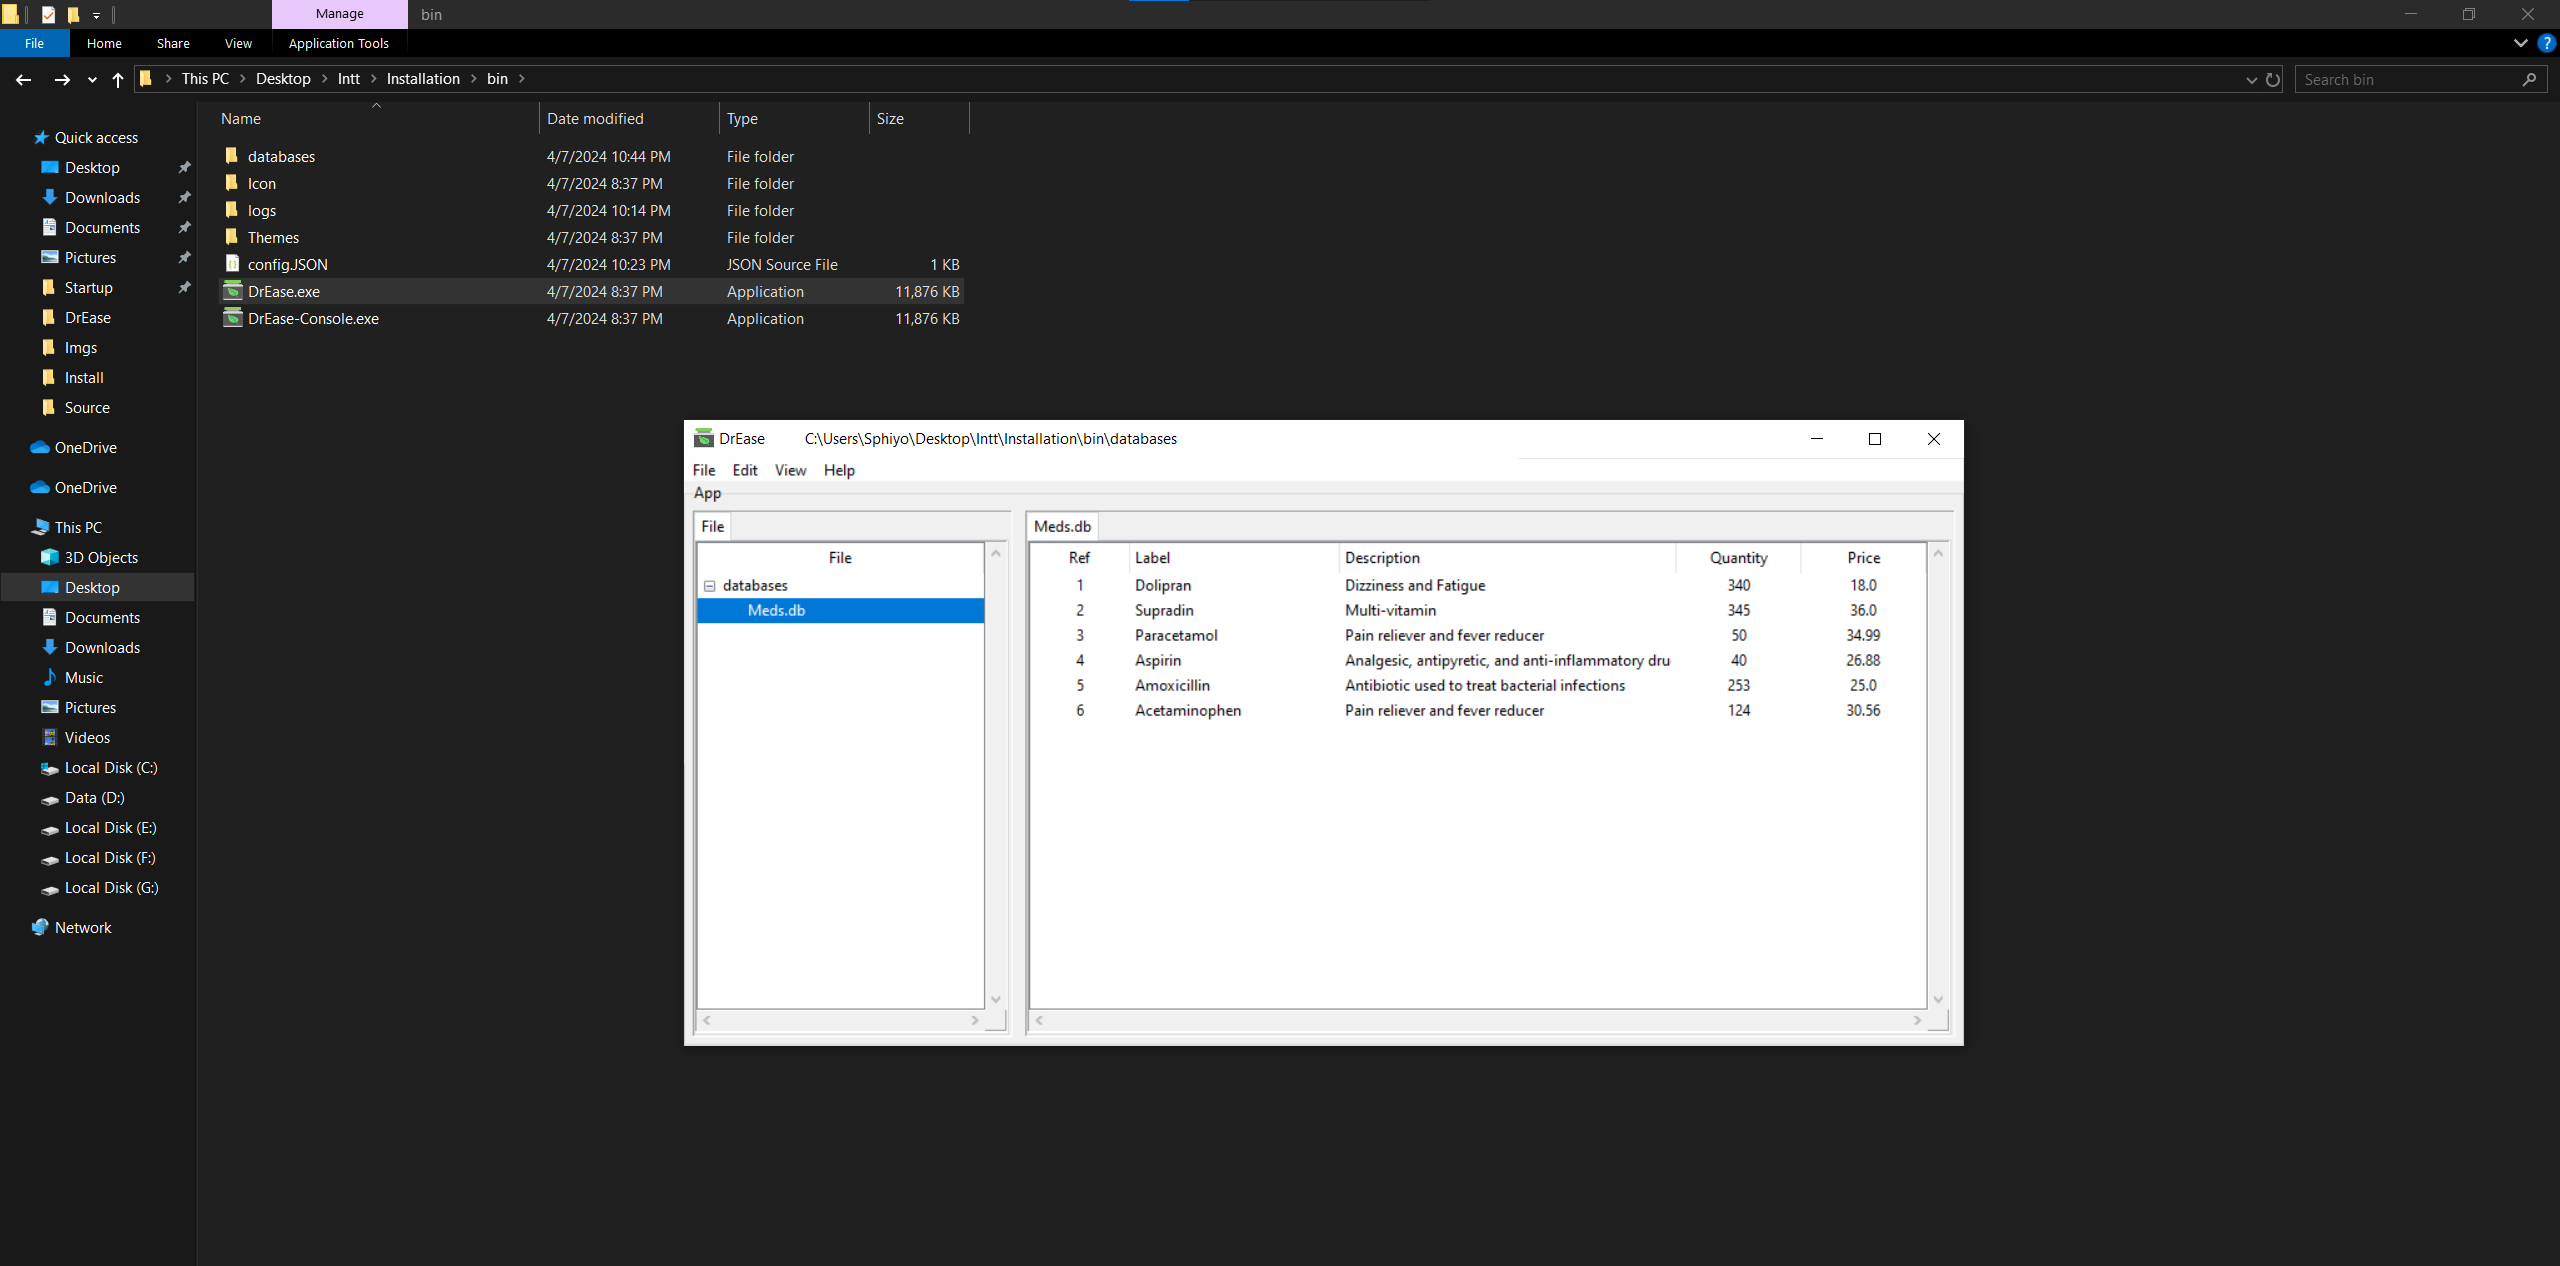 Manage bin
File Home Share View Application Tools
This PC Desktop Intt Installation bin Search bin
Name Date modified Type Size
databases 4/7/2024 10:44 PM File folder
Icon 4/7/2024 8:37 PM File folder
logs 4/7/2024 10:14 PM File folder
Themes 4/7/2024 8:37 PM File folder
config.JSON 4/7/2024 10:23 PM JSON Source File 1 KB
DrEase.exe 4/7/2024 8:37 PM Application 11,876 KB
DrEase-Console.exe 4/7/2024 8:37 PM Application 11,876 KB
Quick access
Desktop
Downloads
Documents
Pictures
Startup
DrEase
Imgs
Install
Source
OneDrive
OneDrive
This PC
3D Objects
Desktop
Documents
Downloads
Music
Pictures
Videos
Local Disk (C:)
Data (D:)
Local Disk (E:)
Local Disk (F:)
Local Disk (G:)
Network
DrEase C:\Users\Sphiyo\Desktop\Intt\Installation\bin\databases
File Edit View Help
App
File
File
databases
Meds.db
Meds.db
Ref Label Description Quantity Price
1 Dolipran Dizziness and Fatigue 340 18.0
2 Supradin Multi-vitamin 345 36.0
3 Paracetamol Pain reliever and fever reducer 50 34.99
4 Aspirin Analgesic, antipyretic, and anti-inflammatory dru 40 26.88
5 Amoxicillin Antibiotic used to treat bacterial infections 253 25.0
6 Acetaminophen Pain reliever and fever reducer 124 30.56